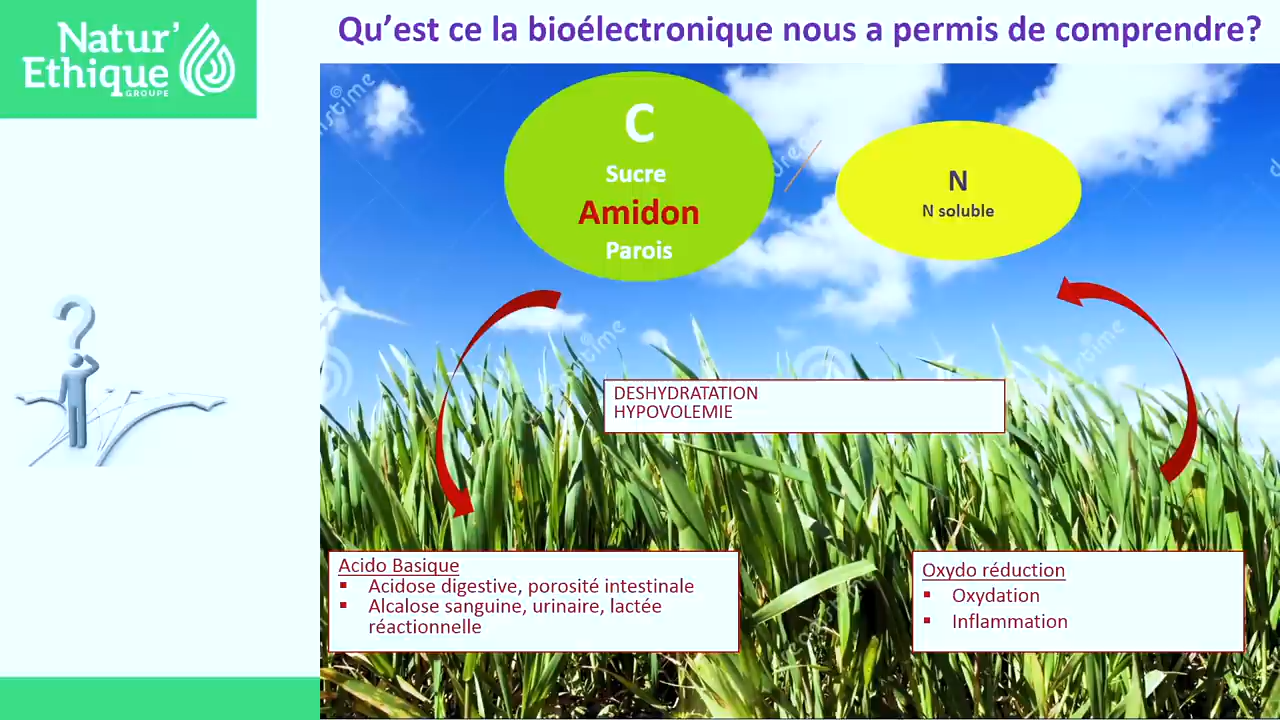 Natur'
Ethique
GROUPE
Qu'est ce la bioélectronique nous a permis de comprendre?
C
Sucre
Amidon
Parois
N
N soluble
DESHYDRATATION
HYPOVOLEMIE
Acido Basique
▪ Acidose digestive, porosité intestinale
▪ Alcalose sanguine, urinaire, lactée
réactionnelle
Oxydo réduction
▪ Oxydation
▪ Inflammation